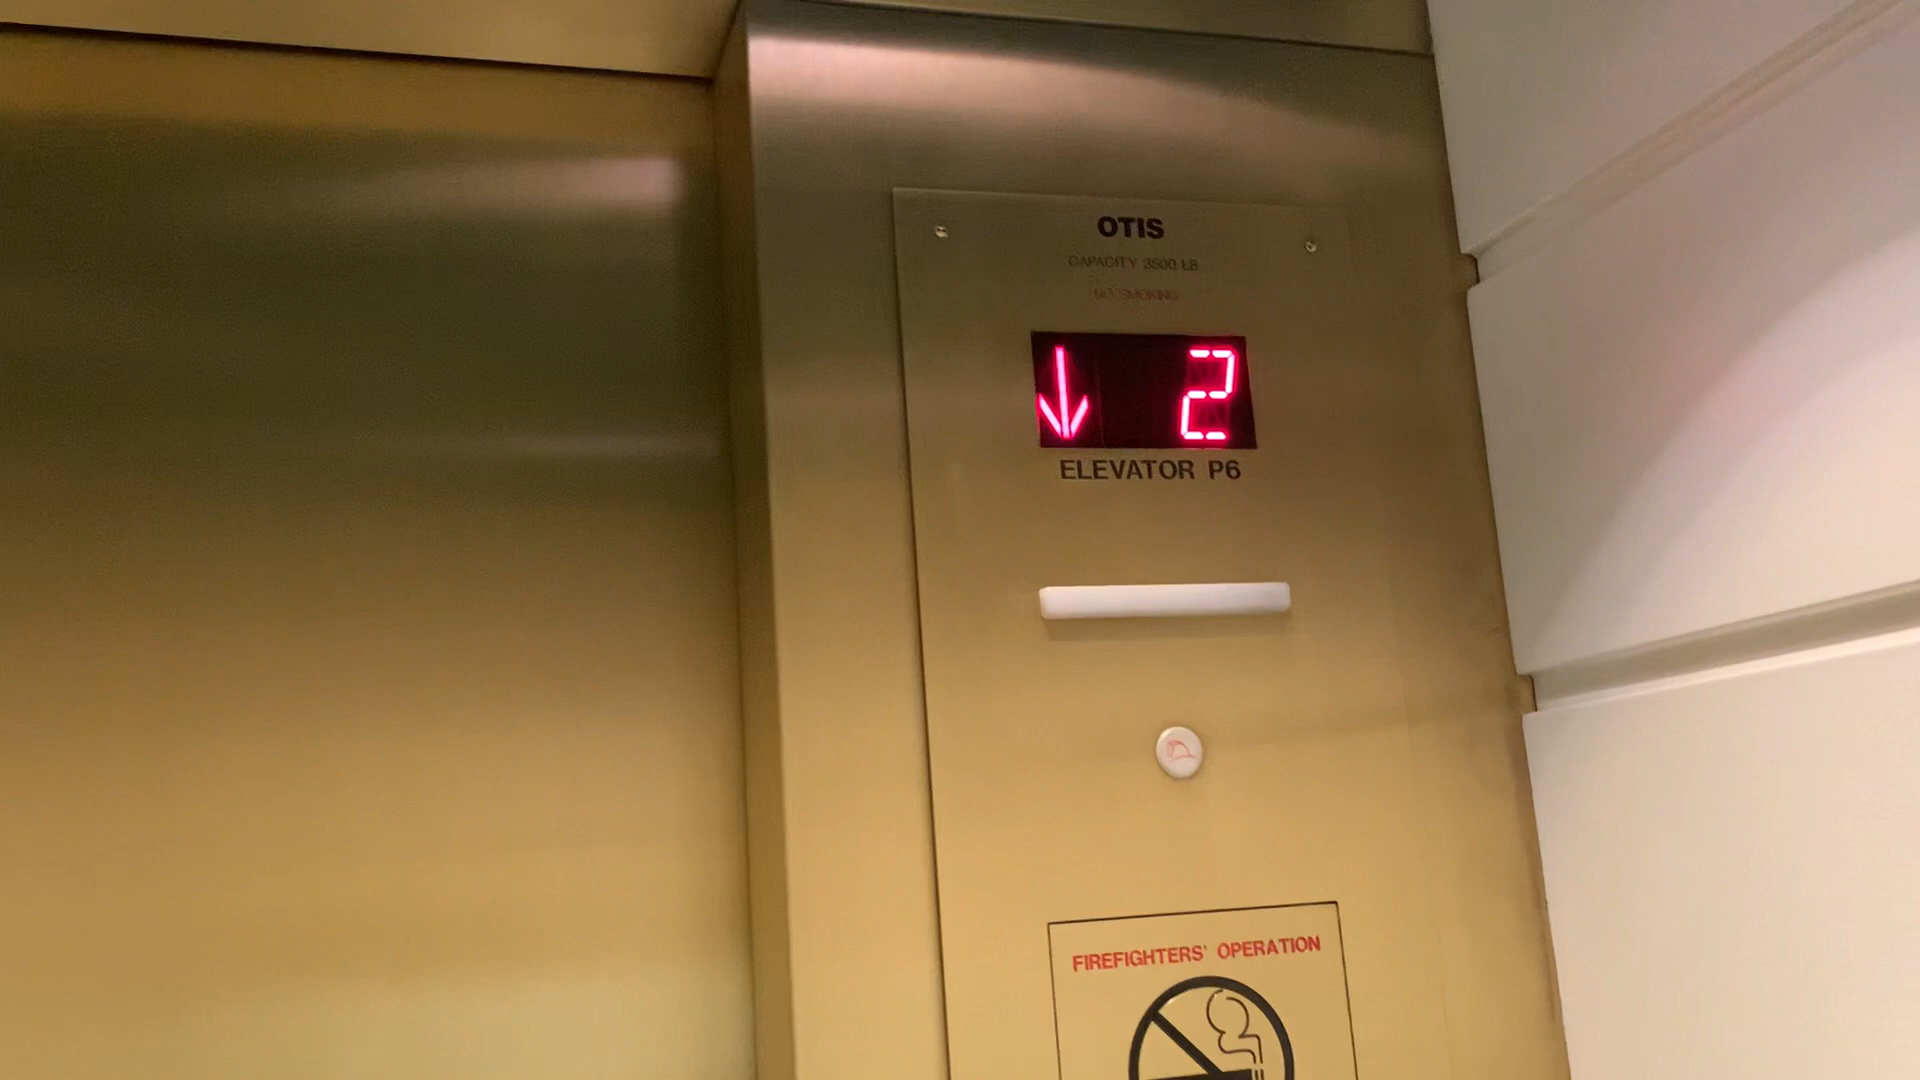 OTIS
CAPACITY 3500 LB
NO SMOKING
↓ 2
ELEVATOR P6
FIREFIGHTERS' OPERATION